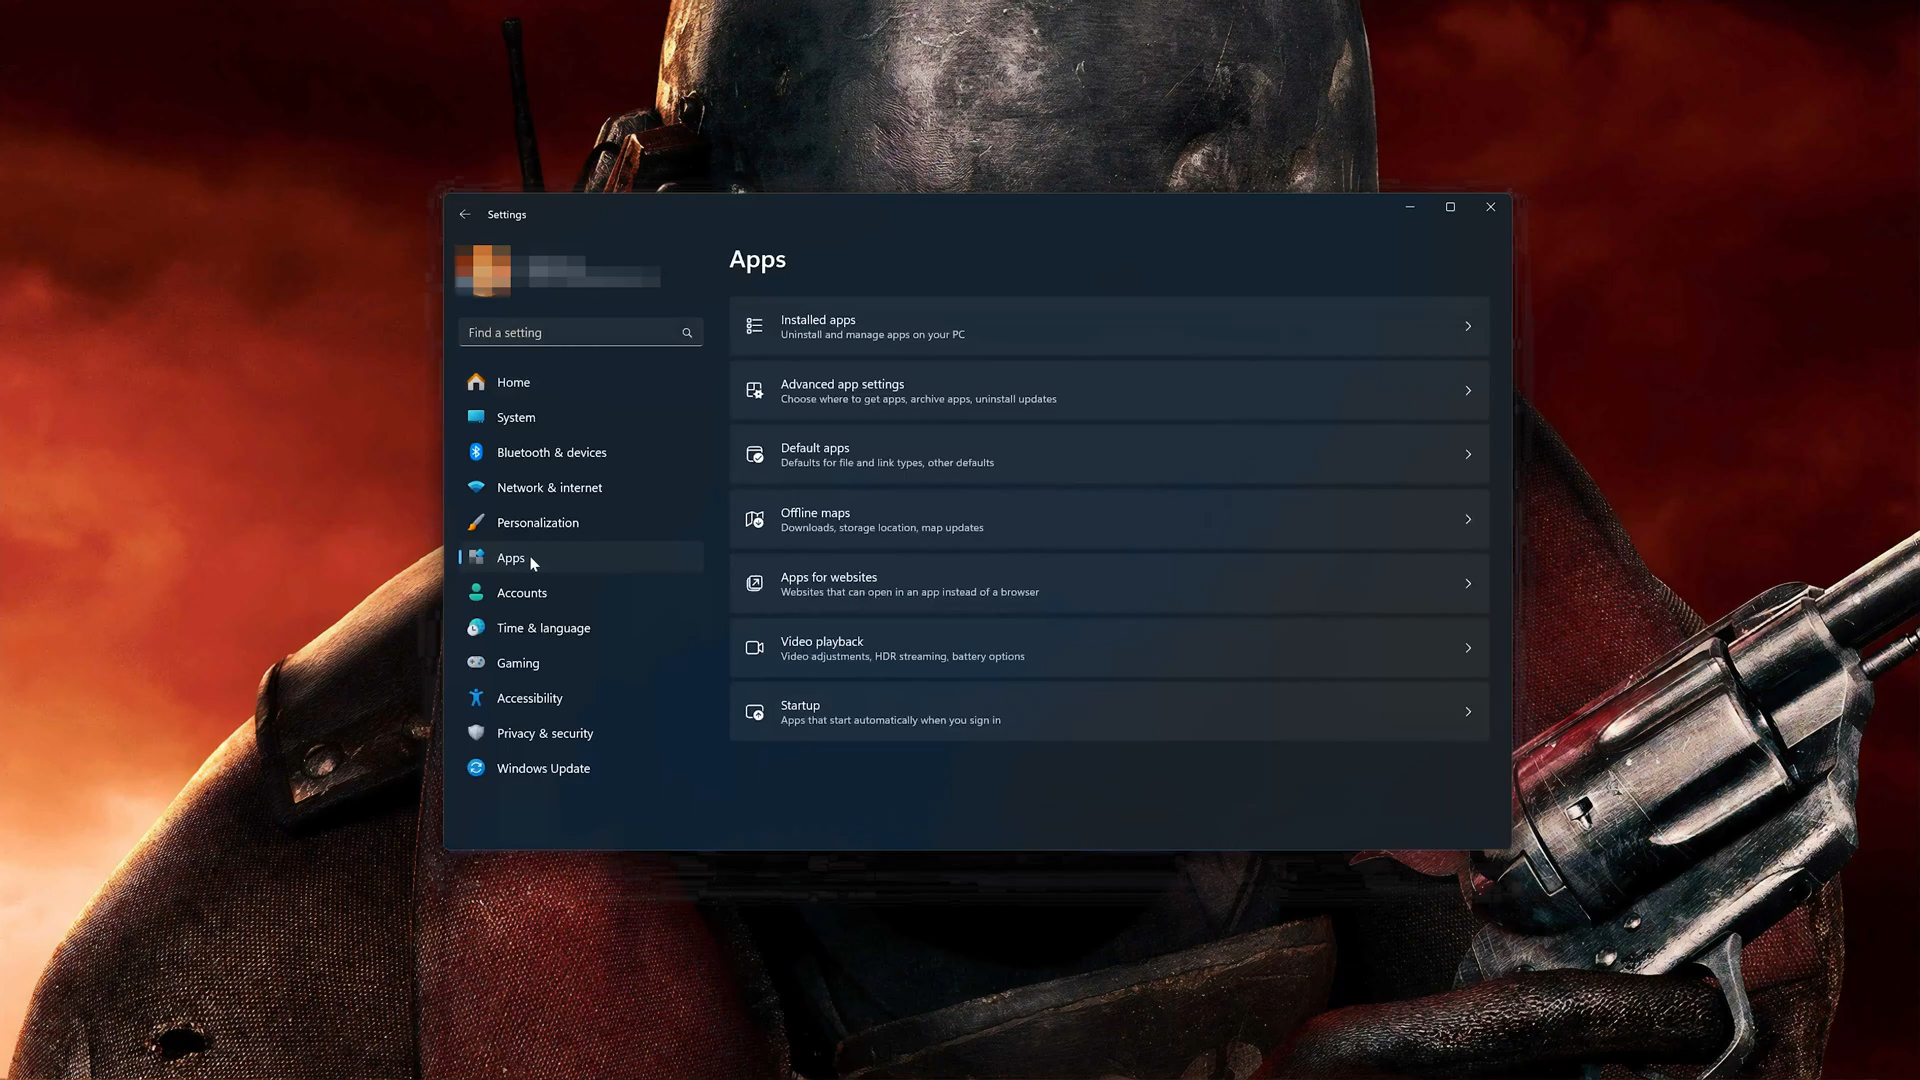 Settings
Find a setting
Home
System
Bluetooth & devices
Network & internet
Personalization
Apps
Accounts
Time & language
Gaming
Accessibility
Privacy & security
Windows Update
Apps
Installed apps
Uninstall and manage apps on your PC
Advanced app settings
Choose where to get apps, archive apps, uninstall updates
Default apps
Defaults for file and link types, other defaults
Offline maps
Downloads, storage location, map updates
Apps for websites
Websites that can open in an app instead of a browser
Video playback
Video adjustments, HDR streaming, battery options
Startup
Apps that start automatically when you sign in